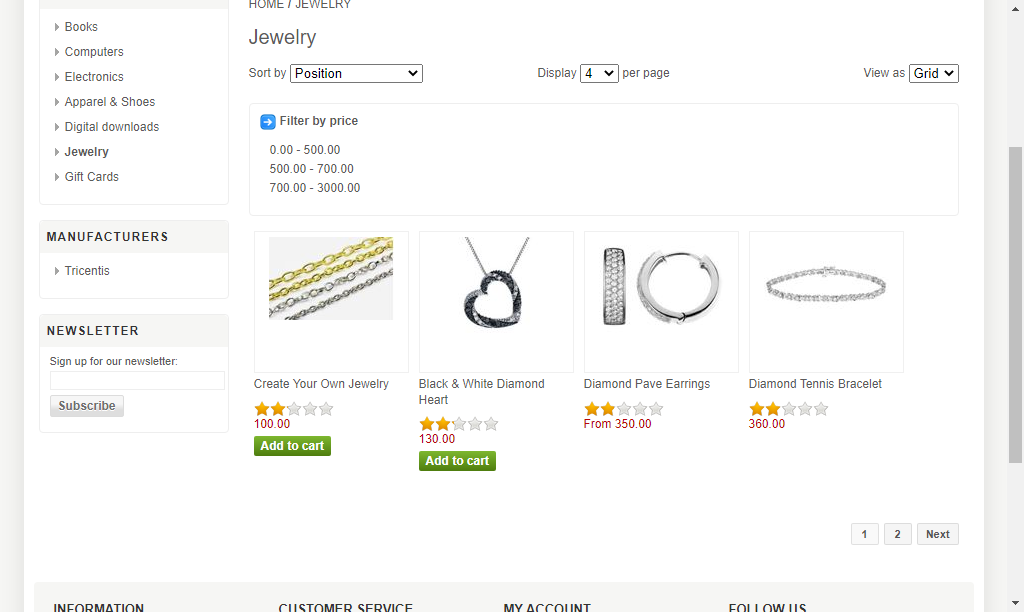 HOME / JEWELRY
Books
Computers
Electronics
Apparel & Shoes
Digital downloads
Jewelry
Gift Cards
MANUFACTURERS
Tricentis
NEWSLETTER
Sign up for our newsletter:
Subscribe
Jewelry
Sort by Position Display 4 per page View as Grid
Filter by price
0.00 - 500.00
500.00 - 700.00
700.00 - 3000.00
Create Your Own Jewelry
100.00
Add to cart
Black & White Diamond
Heart
130.00
Add to cart
Diamond Pave Earrings
From 350.00
Diamond Tennis Bracelet
360.00
1 2 Next
INFORMATION CUSTOMER SERVICE MY ACCOUNT FOLLOW US